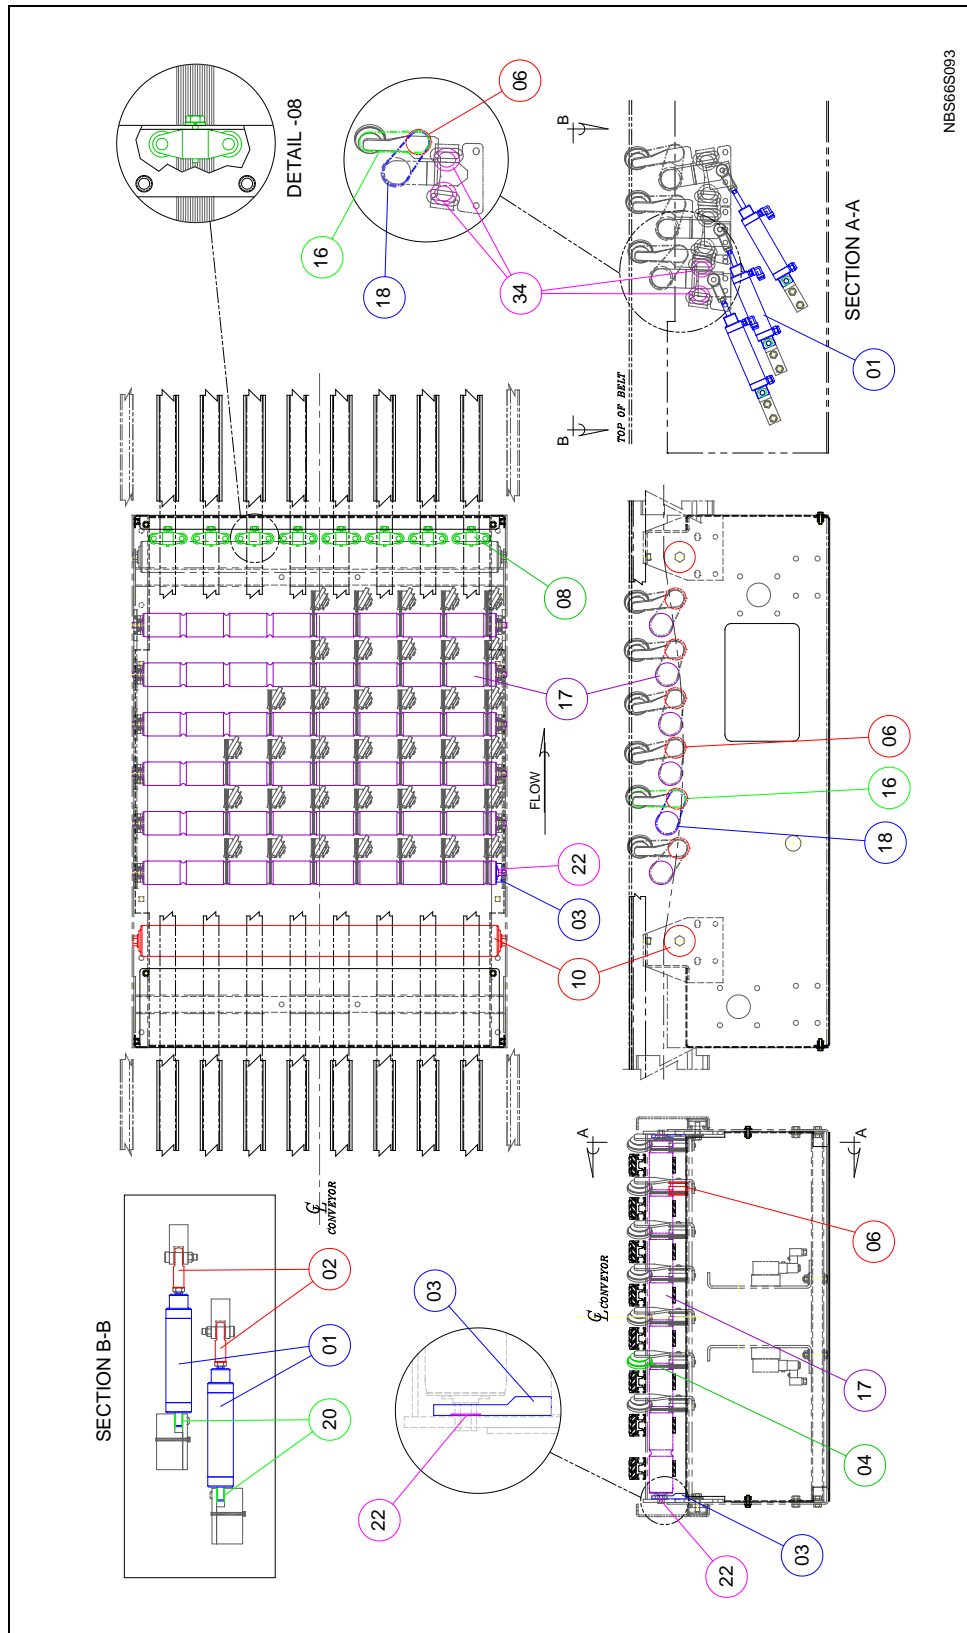 NBS66S093
DETAIL -08
06
16
18
34
B
B
TOP OF BELT
SECTION A-A
01
08
17
FLOW
22
03
10
06
16
18
℄ CONVEYOR
SECTION B-B
02
01
20
03
22
A
A
℄ CONVEYOR
06
17
04
03
22